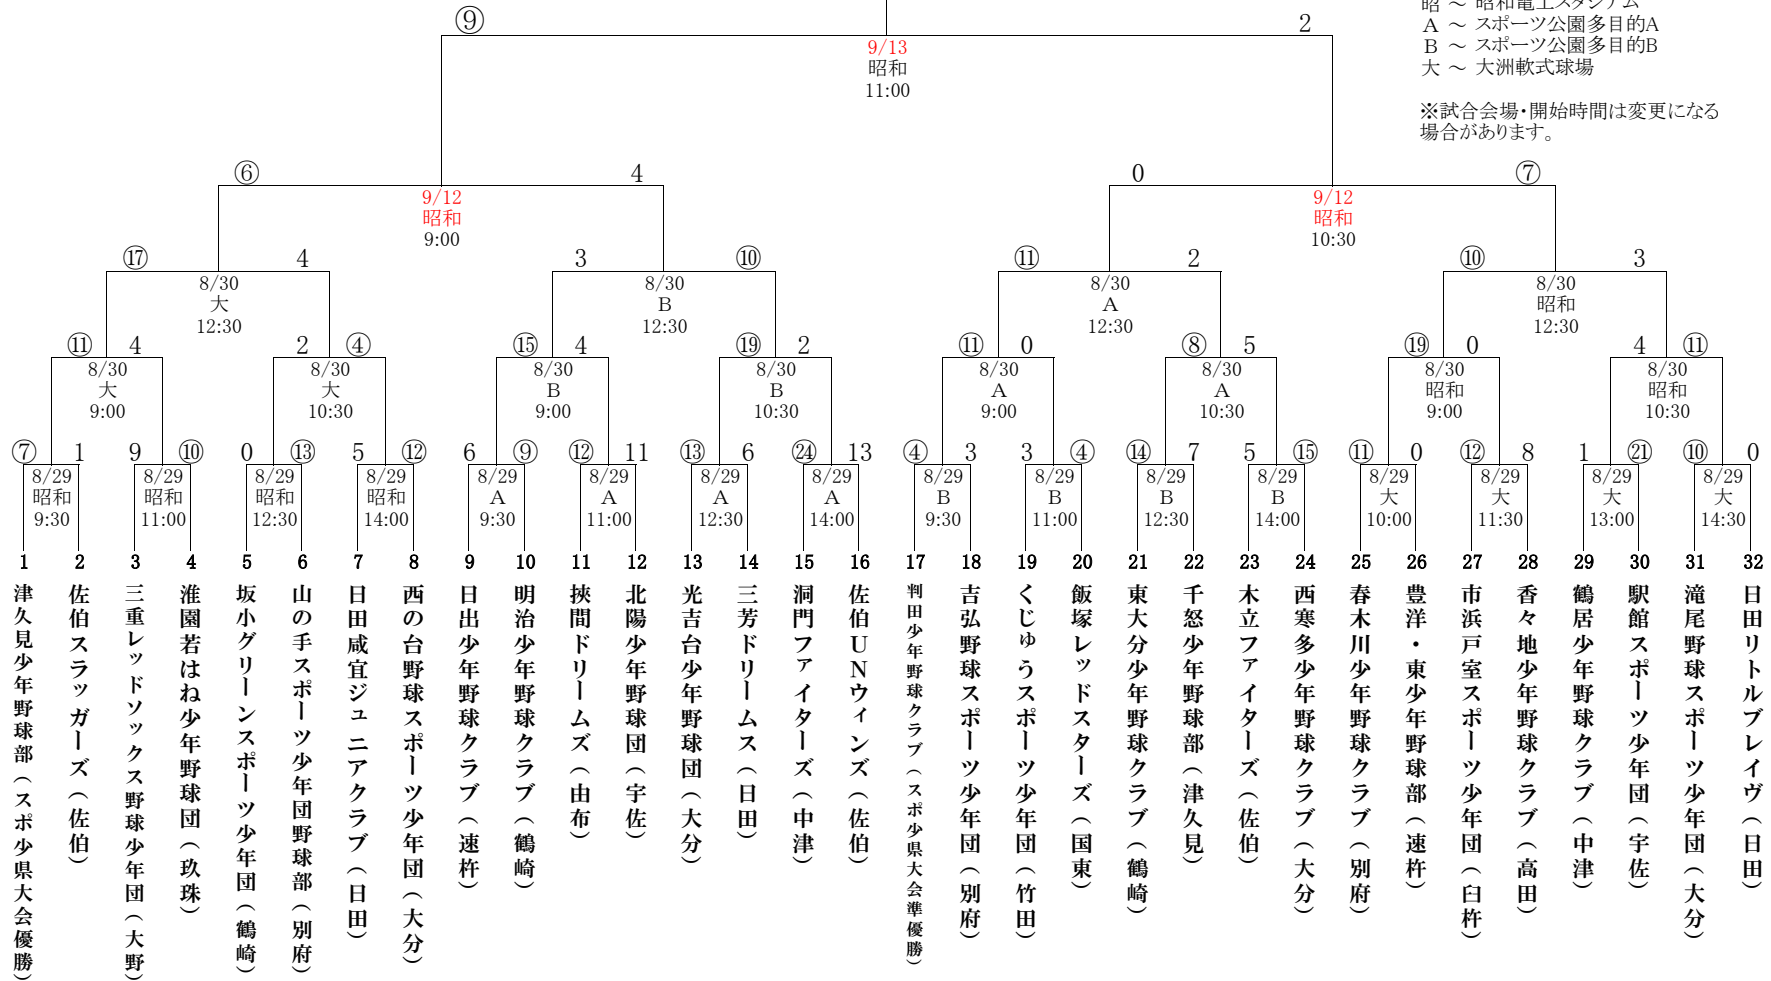 ⑨ 2
昭 ～ 昭和電工スタジアム
A ～ スポーツ公園多目的A
B ～ スポーツ公園多目的B
大 ～ 大洲軟式球場
※試合会場・開始時間は変更になる
場合があります。
9/13
昭和
11:00
⑥ 4 0 ⑦
9/12 9/12
昭和 昭和
9:00 10:30
⑰ 4 3 ⑩ ⑪ 2 ⑩ 3
8/30 8/30 8/30 8/30
大 B A 昭和
12:30 12:30 12:30 12:30
⑪ 4 2 ④ ⑮ 4 ⑲ 2 ⑪ 0 ⑧ 5 ⑲ 0 4 ⑪
8/30 8/30 8/30 8/30 8/30 8/30 8/30 8/30
大 大 B B A A 昭和 昭和
9:00 10:30 9:00 10:30 9:00 10:30 9:00 10:30
⑦ 1 9 ⑩ 0 ⑬ 5 ⑫ 6 ⑨ ⑫ 11 ⑬ 6 ㉔ 13 ④ 3 3 ④ ⑭ 7 5 ⑮ ⑪ 0 ⑫ 8 1 ㉑ ⑩ 0
8/29 8/29 8/29 8/29 8/29 8/29 8/29 8/29 8/29 8/29 8/29 8/29 8/29 8/29 8/29 8/29
昭和 昭和 昭和 昭和 A A A A B B B B 大 大 大 大
9:30 11:00 12:30 14:00 9:30 11:00 12:30 14:00 9:30 11:00 12:30 14:00 10:00 11:30 13:00 14:30
1 2 3 4 5 6 7 8 9 10 11 12 13 14 15 16 17 18 19 20 21 22 23 24 25 26 27 28 29 30 31 32
津久見少年野球部（スポ少県大会優勝）
佐伯スラッガーズ（佐伯）
三重レッドソックス野球少年団（大野）
淮園若はね少年野球団（玖珠）
坂小グリーンスポーツ少年団（鶴崎）
山の手スポーツ少年団野球部（別府）
日田咸宜ジュニアクラブ（日田）
西の台野球スポーツ少年団（大分）
日出少年野球クラブ（速杵）
明治少年野球クラブ（鶴崎）
挾間ドリームズ（由布）
北陽少年野球団（宇佐）
光吉台少年野球団（大分）
三芳ドリームス（日田）
洞門ファイターズ（中津）
佐伯UNウィンズ（佐伯）
判田少年野球クラブ（スポ少県大会準優勝）
吉弘野球スポーツ少年団（別府）
くじゅうスポーツ少年団（竹田）
飯塚レッドスターズ（国東）
東大分少年野球クラブ（鶴崎）
千怒少年野球部（津久見）
木立ファイターズ（佐伯）
西寒多少年野球クラブ（大分）
春木川少年野球クラブ（別府）
豊洋・東少年野球部（速杵）
市浜戸室スポーツ少年団（臼杵）
香々地少年野球クラブ（高田）
鶴居少年野球クラブ（中津）
駅館スポーツ少年団（宇佐）
滝尾野球スポーツ少年団（大分）
日田リトルブレイヴ（日田）